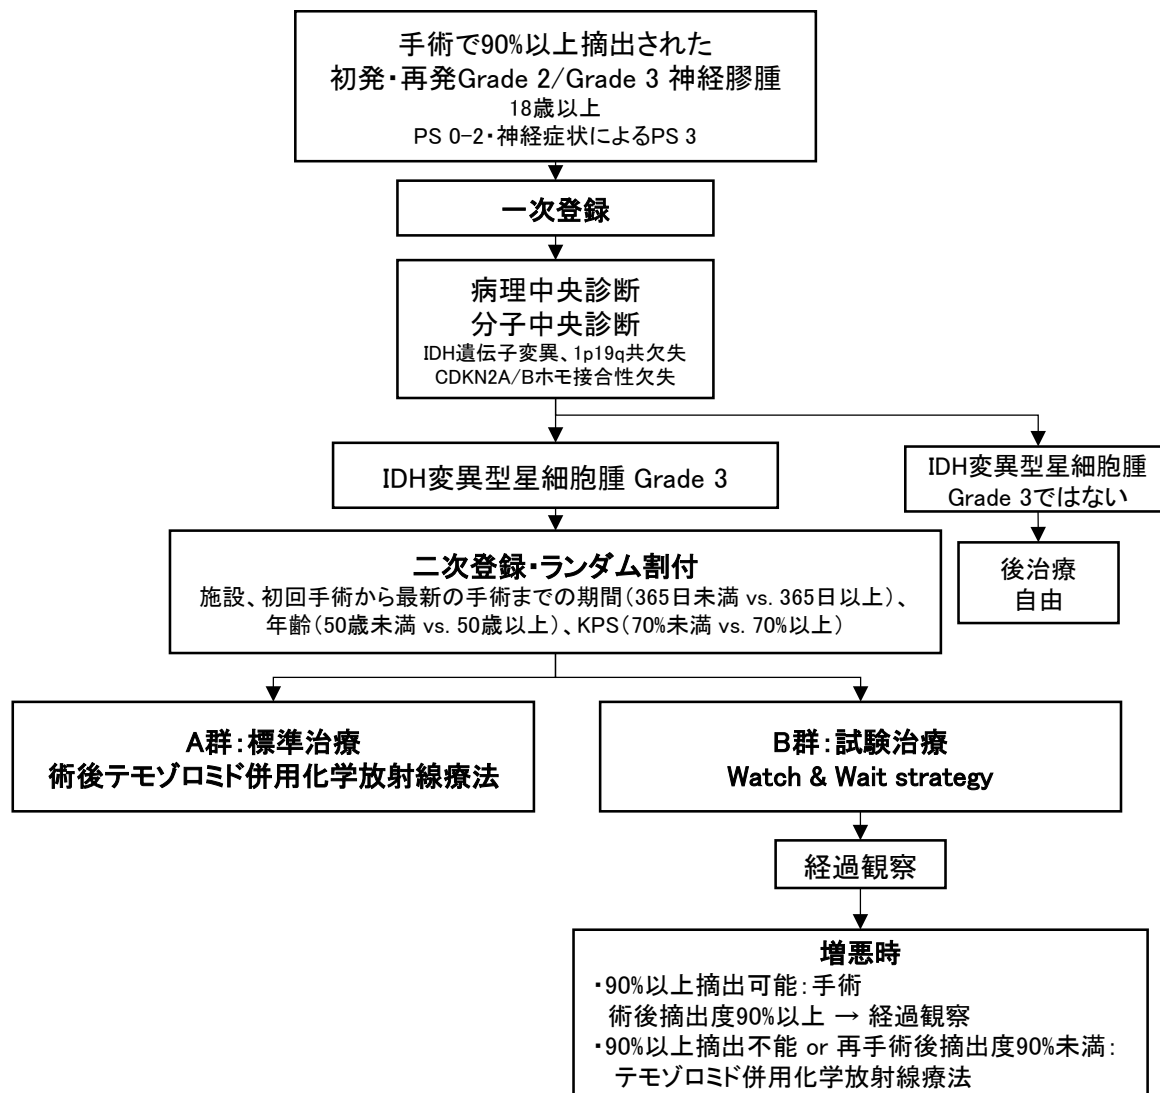 手術で90%以上摘出された
初発・再発Grade 2/Grade 3 神経膠腫
18歳以上
PS 0-2・神経症状によるPS 3
一次登録
病理中央診断
分子中央診断
IDH遺伝子変異、1p19q共欠失
CDKN2A/Bホモ接合性欠失
IDH変異型星細胞腫 Grade 3
IDH変異型星細胞腫
Grade 3ではない
後治療
自由
二次登録・ランダム割付
施設、初回手術から最新の手術までの期間（365日未満 vs. 365日以上）、
年齢（50歳未満 vs. 50歳以上）、KPS（70%未満 vs. 70%以上）
A群：標準治療
術後テモゾロミド併用化学放射線療法
B群：試験治療
Watch & Wait strategy
経過観察
増悪時
・90%以上摘出可能：手術
術後摘出度90%以上 → 経過観察
・90%以上摘出不能 or 再手術後摘出度90%未満：
テモゾロミド併用化学放射線療法